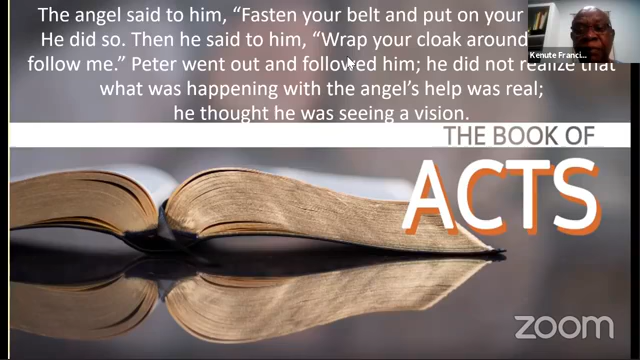 The angel said to him, “Fasten your belt and put on your
He did so. Then he said to him, “Wrap your cloak around
follow me.” Peter went out and followed him; he did not realize that
what was happening with the angel’s help was real;
he thought he was seeing a vision.
Kenute Franci...
THE BOOK OF
ACTS
zoom